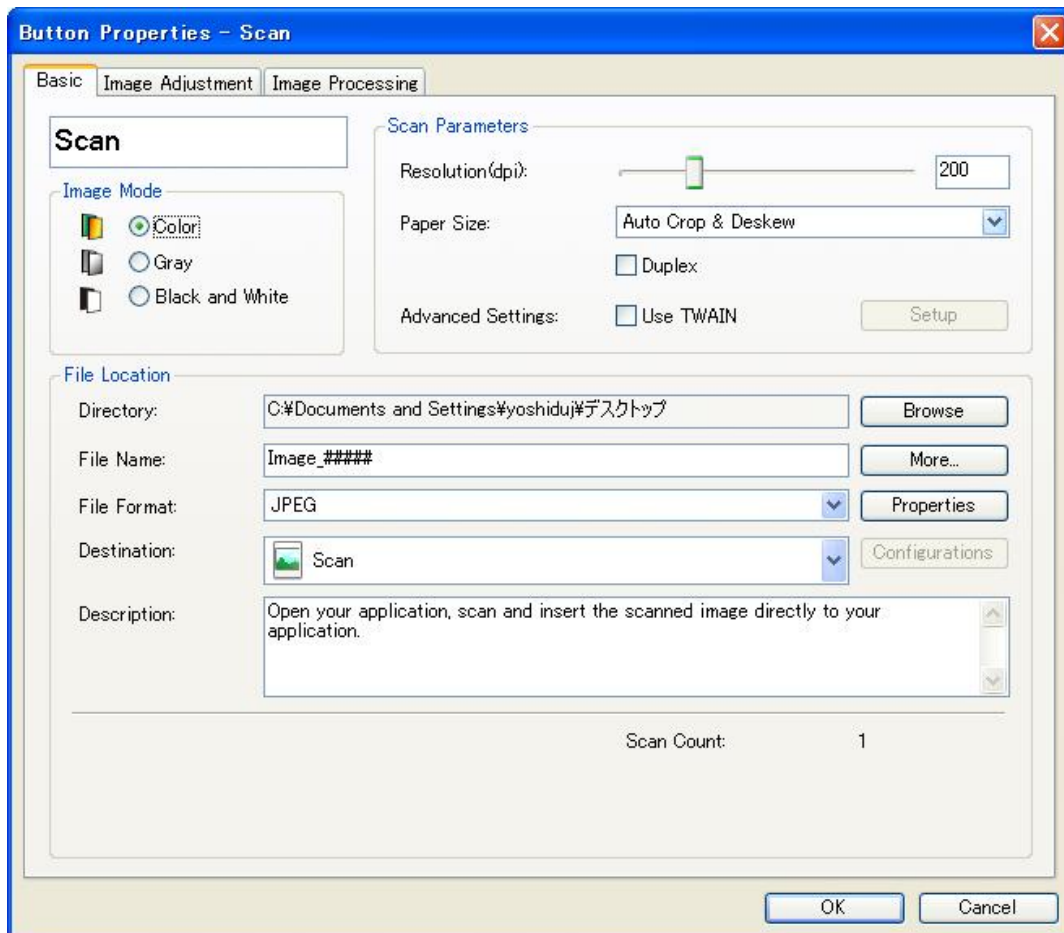 Button Properties - Scan
Basic
Image Adjustment
Image Processing
Scan
Image Mode
Color
Gray
Black and White
Scan Parameters
Resolution(dpi):
200
Paper Size:
Auto Crop & Deskew
Duplex
Advanced Settings:
Use TWAIN
Setup
File Location
Directory:
C:¥Documents and Settings¥yoshiduj¥デスクトップ
Browse
File Name:
Image_#####
More...
File Format:
JPEG
Properties
Destination:
Scan
Configurations
Description:
Open your application, scan and insert the scanned image directly to your
application.
Scan Count:
1
OK
Cancel